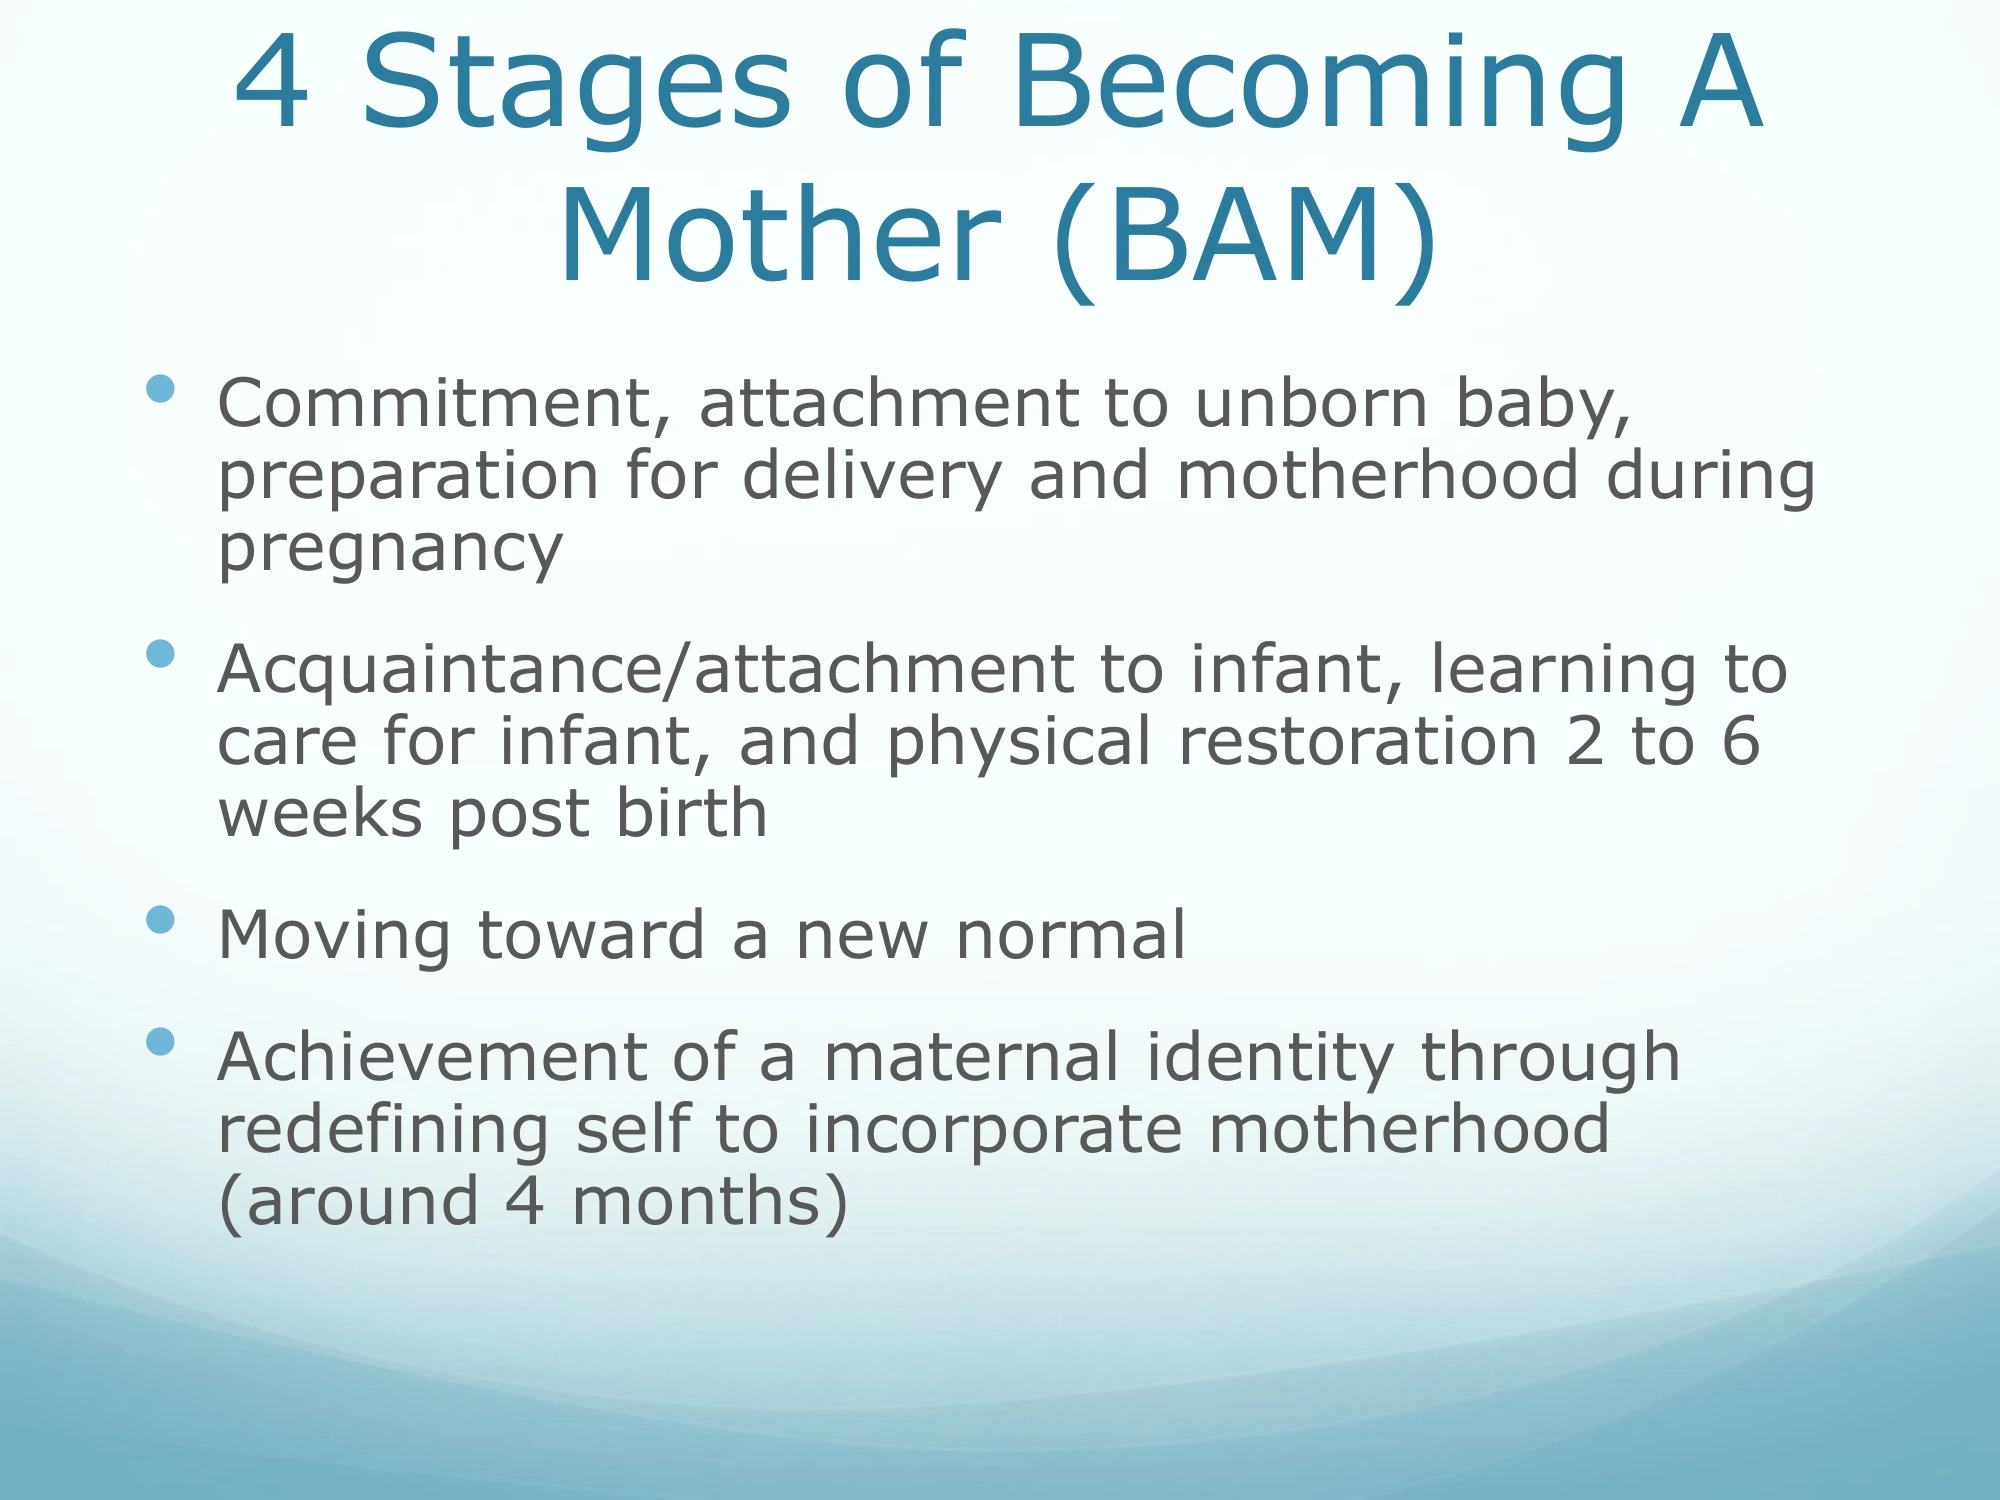 4 Stages of Becoming A
Mother (BAM)
• Commitment, attachment to unborn baby,
preparation for delivery and motherhood during
pregnancy
• Acquaintance/attachment to infant, learning to
care for infant, and physical restoration 2 to 6
weeks post birth
• Moving toward a new normal
• Achievement of a maternal identity through
redefining self to incorporate motherhood
(around 4 months)